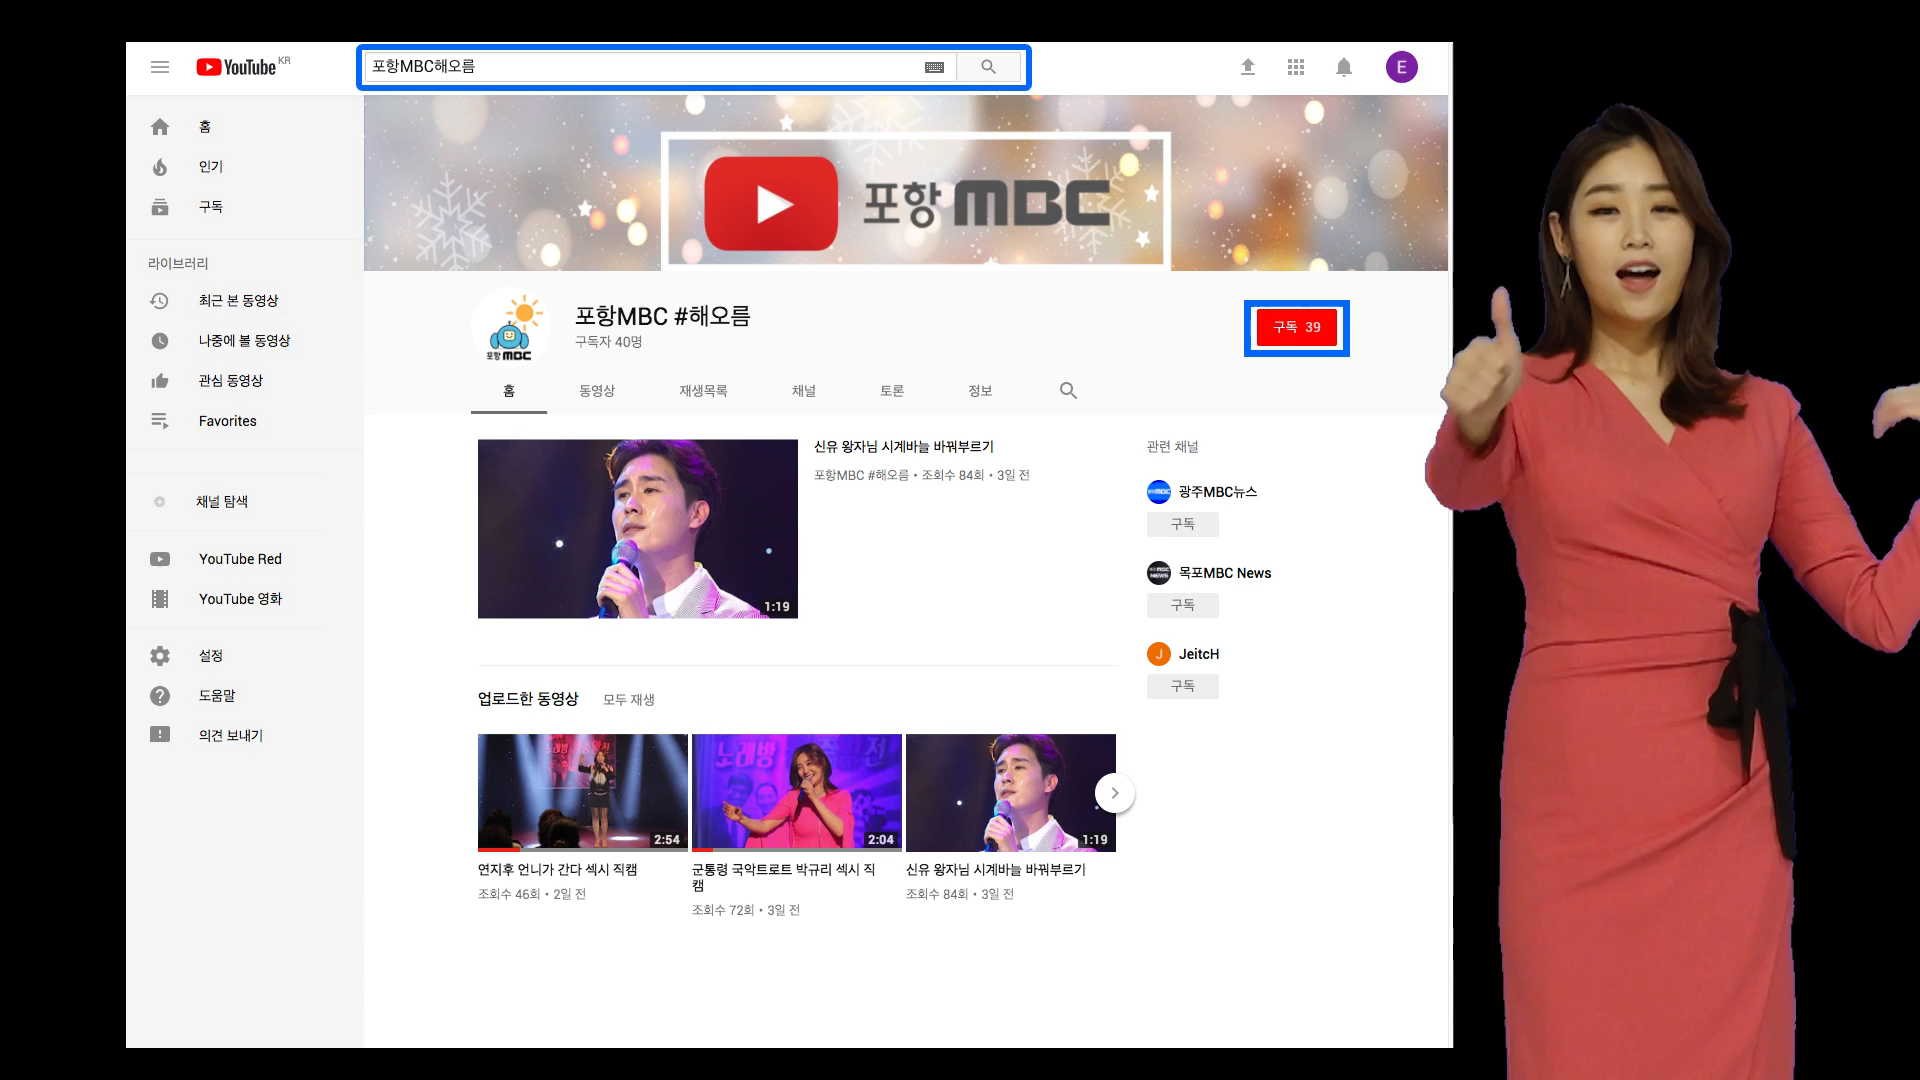 YouTube KR
포항MBC해오름
E
홈
인기
구독
라이브러리
최근 본 동영상
나중에 볼 동영상
관심 동영상
Favorites
채널 탐색
YouTube Red
YouTube 영화
설정
도움말
의견 보내기
포항MBC
포항MBC
포항MBC #해오름
구독자 40명
구독 39
홈
동영상
재생목록
채널
토론
정보
1:19
신유 왕자님 시계바늘 바꿔부르기
포항MBC #해오름 • 조회수 84회 • 3일 전
관련 채널
광주MBC뉴스
구독
MBC NEWS
목포MBC News
구독
J
JeitcH
구독
업로드한 동영상 모두 재생
2:54
연지후 언니가 간다 섹시 직캠
조회수 46회 • 2일 전
노래방
2:04
군통령 국악트로트 박규리 섹시 직
캠
조회수 72회 • 3일 전
1:19
신유 왕자님 시계바늘 바꿔부르기
조회수 84회 • 3일 전